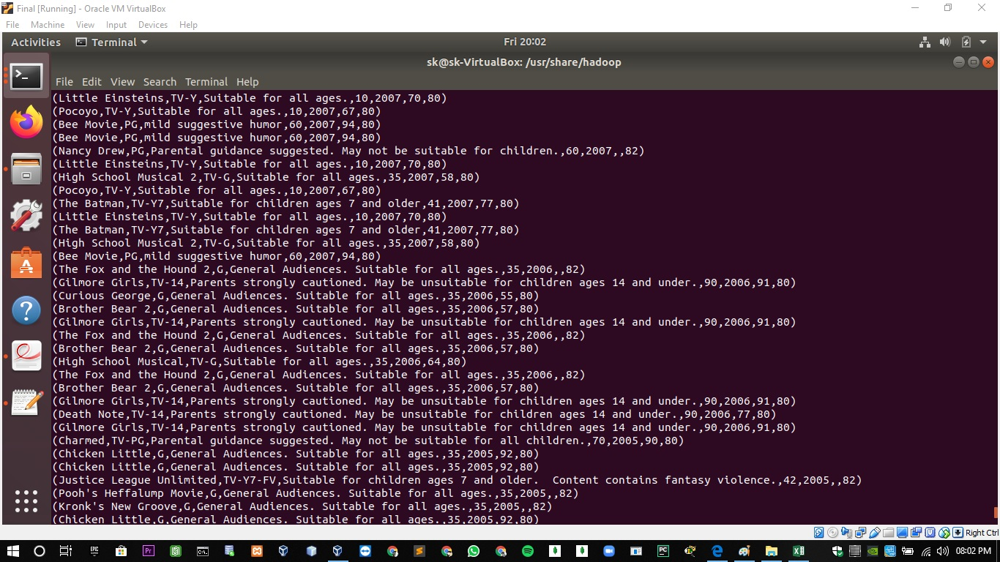 Final [Running] - Oracle VM VirtualBox
File Machine View Input Devices Help
Activities Terminal Fri 20:02
sk@sk-VirtualBox: /usr/share/hadoop
File Edit View Search Terminal Help
(Little Einsteins,TV-Y,Suitable for all ages.,10,2007,70,80)
(Pocoyo,TV-Y,Suitable for all ages.,10,2007,67,80)
(Bee Movie,PG,mild suggestive humor,60,2007,94,80)
(Bee Movie,PG,mild suggestive humor,60,2007,94,80)
(Nancy Drew,PG,Parental guidance suggested. May not be suitable for children.,60,2007,,82)
(Little Einsteins,TV-Y,Suitable for all ages.,10,2007,70,80)
(High School Musical 2,TV-G,Suitable for all ages.,35,2007,58,80)
(Pocoyo,TV-Y,Suitable for all ages.,10,2007,67,80)
(The Batman,TV-Y7,Suitable for children ages 7 and older,41,2007,77,80)
(Little Einsteins,TV-Y,Suitable for all ages.,10,2007,70,80)
(The Batman,TV-Y7,Suitable for children ages 7 and older,41,2007,77,80)
(High School Musical 2,TV-G,Suitable for all ages.,35,2007,58,80)
(Bee Movie,PG,mild suggestive humor,60,2007,94,80)
(The Fox and the Hound 2,G,General Audiences. Suitable for all ages.,35,2006,,82)
(Gilmore Girls,TV-14,Parents strongly cautioned. May be unsuitable for children ages 14 and under.,90,2006,91,80)
(Curious George,G,General Audiences. Suitable for all ages.,35,2006,55,80)
(Brother Bear 2,G,General Audiences. Suitable for all ages.,35,2006,57,80)
(Gilmore Girls,TV-14,Parents strongly cautioned. May be unsuitable for children ages 14 and under.,90,2006,91,80)
(The Fox and the Hound 2,G,General Audiences. Suitable for all ages.,35,2006,,82)
(Brother Bear 2,G,General Audiences. Suitable for all ages.,35,2006,57,80)
(High School Musical,TV-G,Suitable for all ages.,35,2006,64,80)
(The Fox and the Hound 2,G,General Audiences. Suitable for all ages.,35,2006,,82)
(Brother Bear 2,G,General Audiences. Suitable for all ages.,35,2006,57,80)
(Gilmore Girls,TV-14,Parents strongly cautioned. May be unsuitable for children ages 14 and under.,90,2006,91,80)
(Death Note,TV-14,Parents strongly cautioned. May be unsuitable for children ages 14 and under.,90,2006,77,80)
(Gilmore Girls,TV-14,Parents strongly cautioned. May be unsuitable for children ages 14 and under.,90,2006,91,80)
(Charmed,TV-PG,Parental guidance suggested. May not be suitable for all children.,70,2005,90,80)
(Chicken Little,G,General Audiences. Suitable for all ages.,35,2005,92,80)
(Chicken Little,G,General Audiences. Suitable for all ages.,35,2005,92,80)
(Justice League Unlimited,TV-Y7-FV,Suitable for children ages 7 and older.  Content contains fantasy violence.,42,2005,,82)
(Pooh's Heffalump Movie,G,General Audiences. Suitable for all ages.,35,2005,,82)
(Kronk's New Groove,G,General Audiences. Suitable for all ages.,35,2005,,82)
(Chicken Little,G,General Audiences. Suitable for all ages.,35,2005,92,80)
Right Ctrl
EPIC Pr C:\ PC 08:02 PM